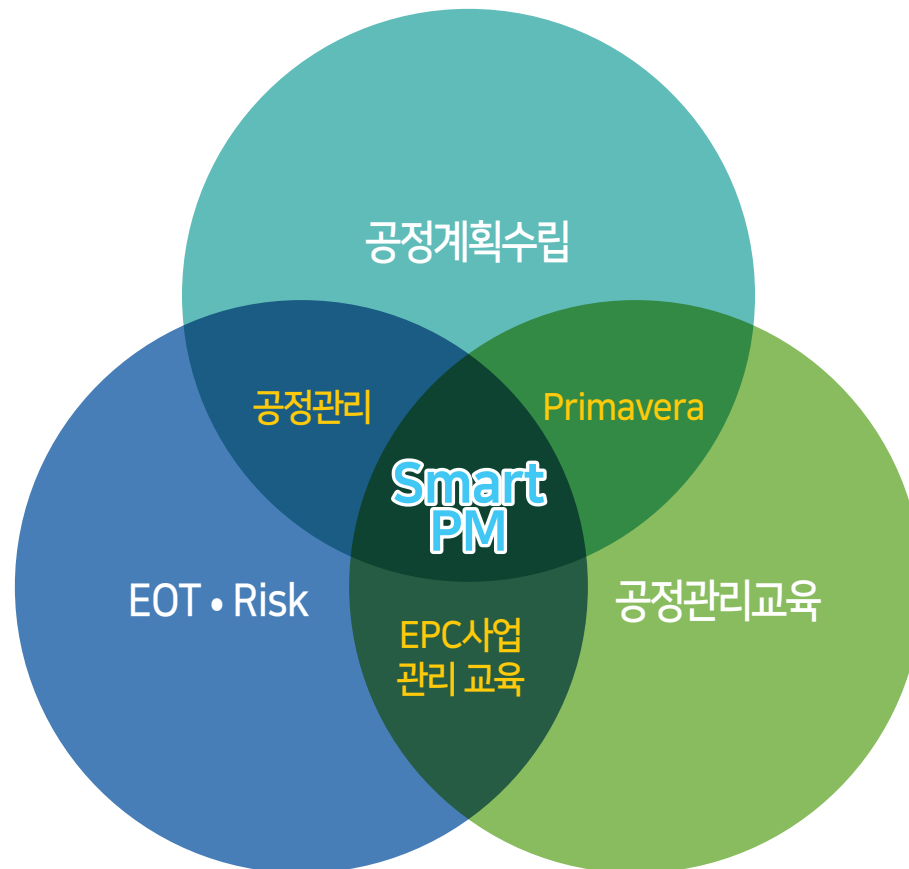 공정계획수립
공정관리
Primavera
Smart
PM
EOT • Risk
공정관리교육
EPC사업
관리 교육